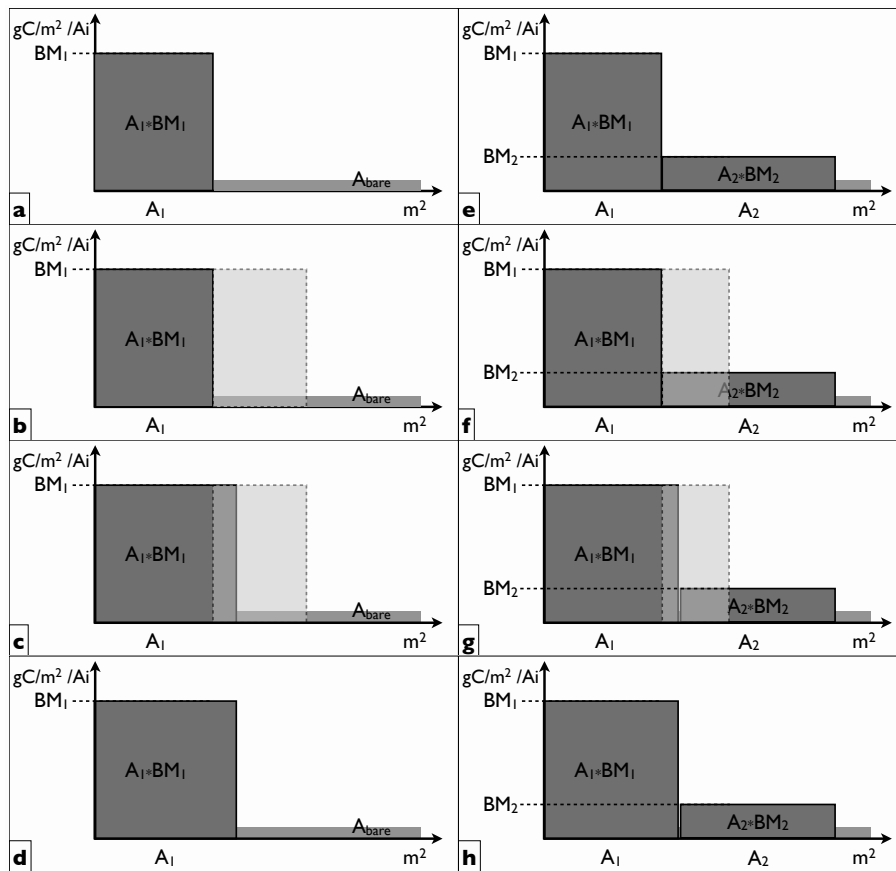 gC/m² /Ai
BM₁
A₁*BM₁
A_bare
a
A₁
m²
gC/m² /Ai
BM₁
A₁*BM₁
BM₂
A₂*BM₂
e
A₁
A₂
m²
gC/m² /Ai
BM₁
A₁*BM₁
A_bare
b
A₁
m²
gC/m² /Ai
BM₁
A₁*BM₁
BM₂
A₂*BM₂
f
A₁
A₂
m²
gC/m² /Ai
BM₁
A₁*BM₁
A_bare
c
A₁
m²
gC/m² /Ai
BM₁
A₁*BM₁
BM₂
A₂*BM₂
g
A₁
A₂
m²
gC/m² /Ai
BM₁
A₁*BM₁
A_bare
d
A₁
m²
gC/m² /Ai
BM₁
A₁*BM₁
BM₂
A₂*BM₂
h
A₁
A₂
m²